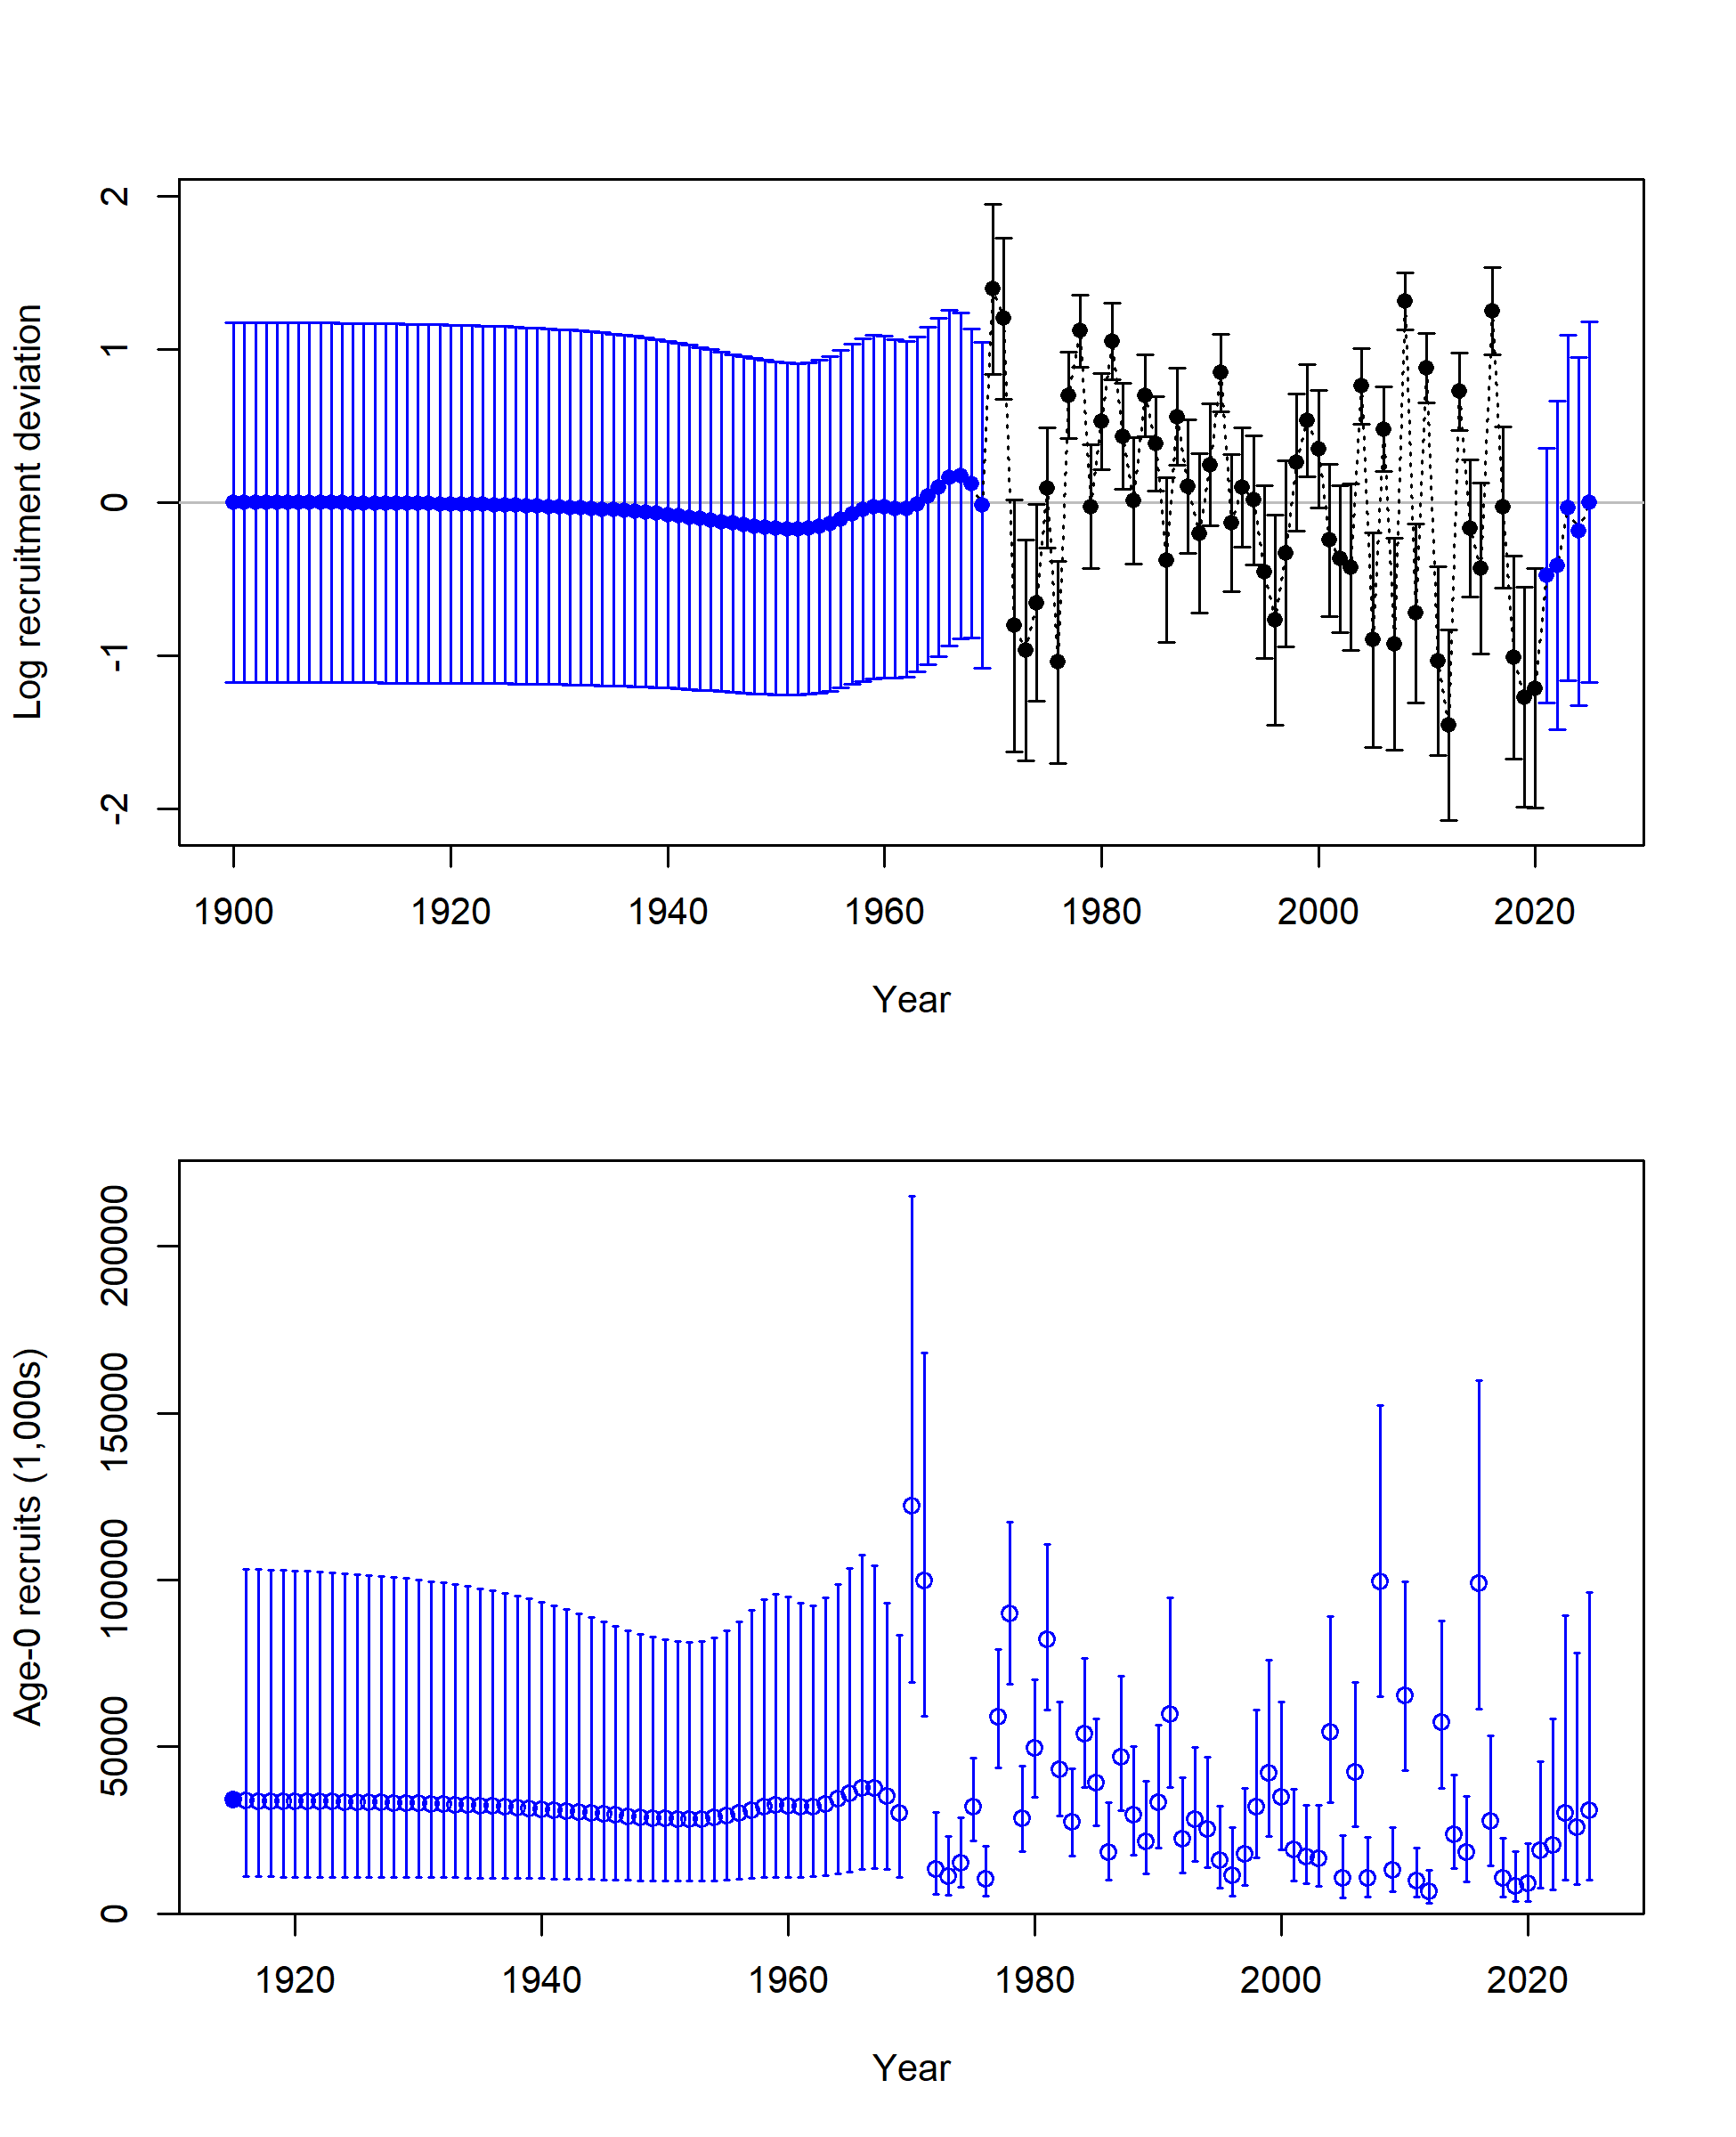 Log recruitment deviation
2
1
0
-1
-2
1900 1920 1940 1960 1980 2000 2020
Year
Age-0 recruits (1,000s)
200000
150000
100000
50000
0
1920 1940 1960 1980 2000 2020
Year